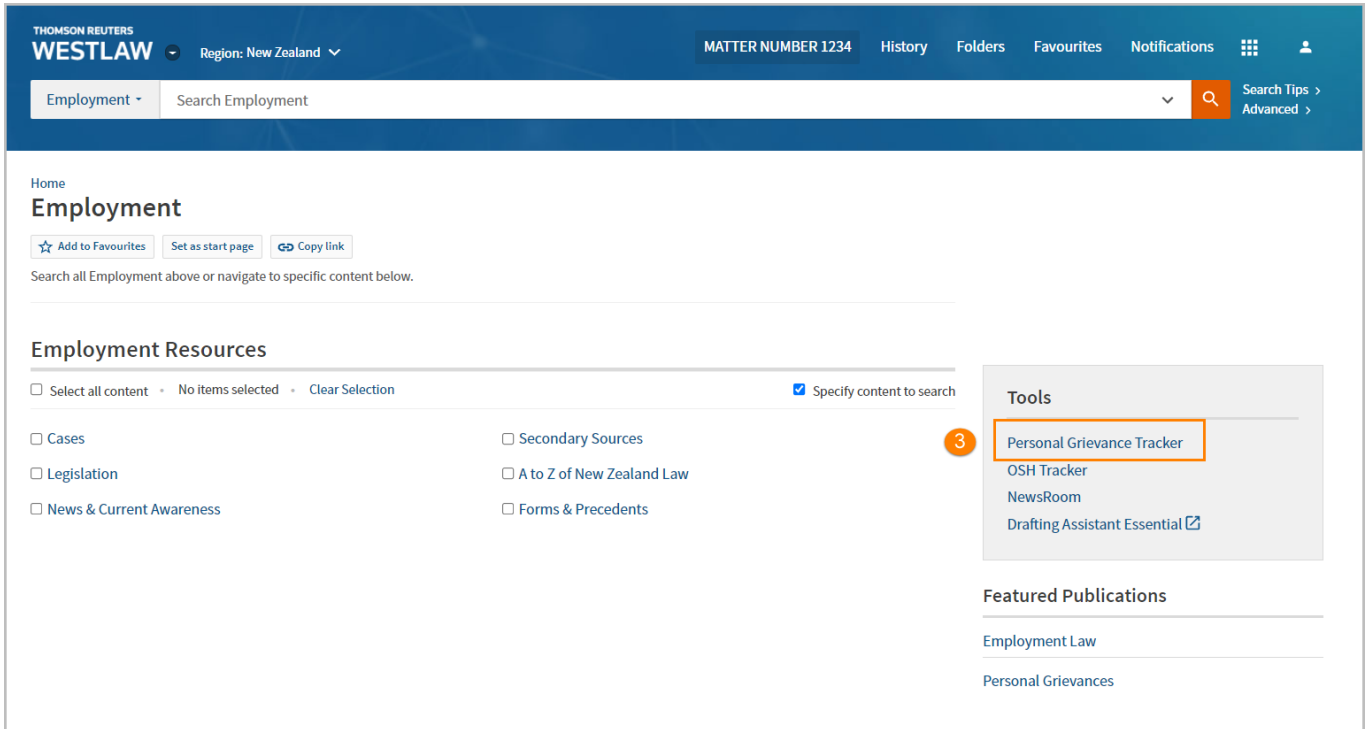 THOMSON REUTERS
WESTLAW
Region: New Zealand
MATTER NUMBER 1234 History Folders Favourites Notifications
Employment
Search Employment
Search Tips >
Advanced >
Home
Employment
Add to Favourites Set as start page Copy link
Search all Employment above or navigate to specific content below.
Employment Resources
Select all content • No items selected • Clear Selection Specify content to search
Cases Secondary Sources
Legislation A to Z of New Zealand Law
News & Current Awareness Forms & Precedents
Tools
3 Personal Grievance Tracker
OSH Tracker
NewsRoom
Drafting Assistant Essential
Featured Publications
Employment Law
Personal Grievances